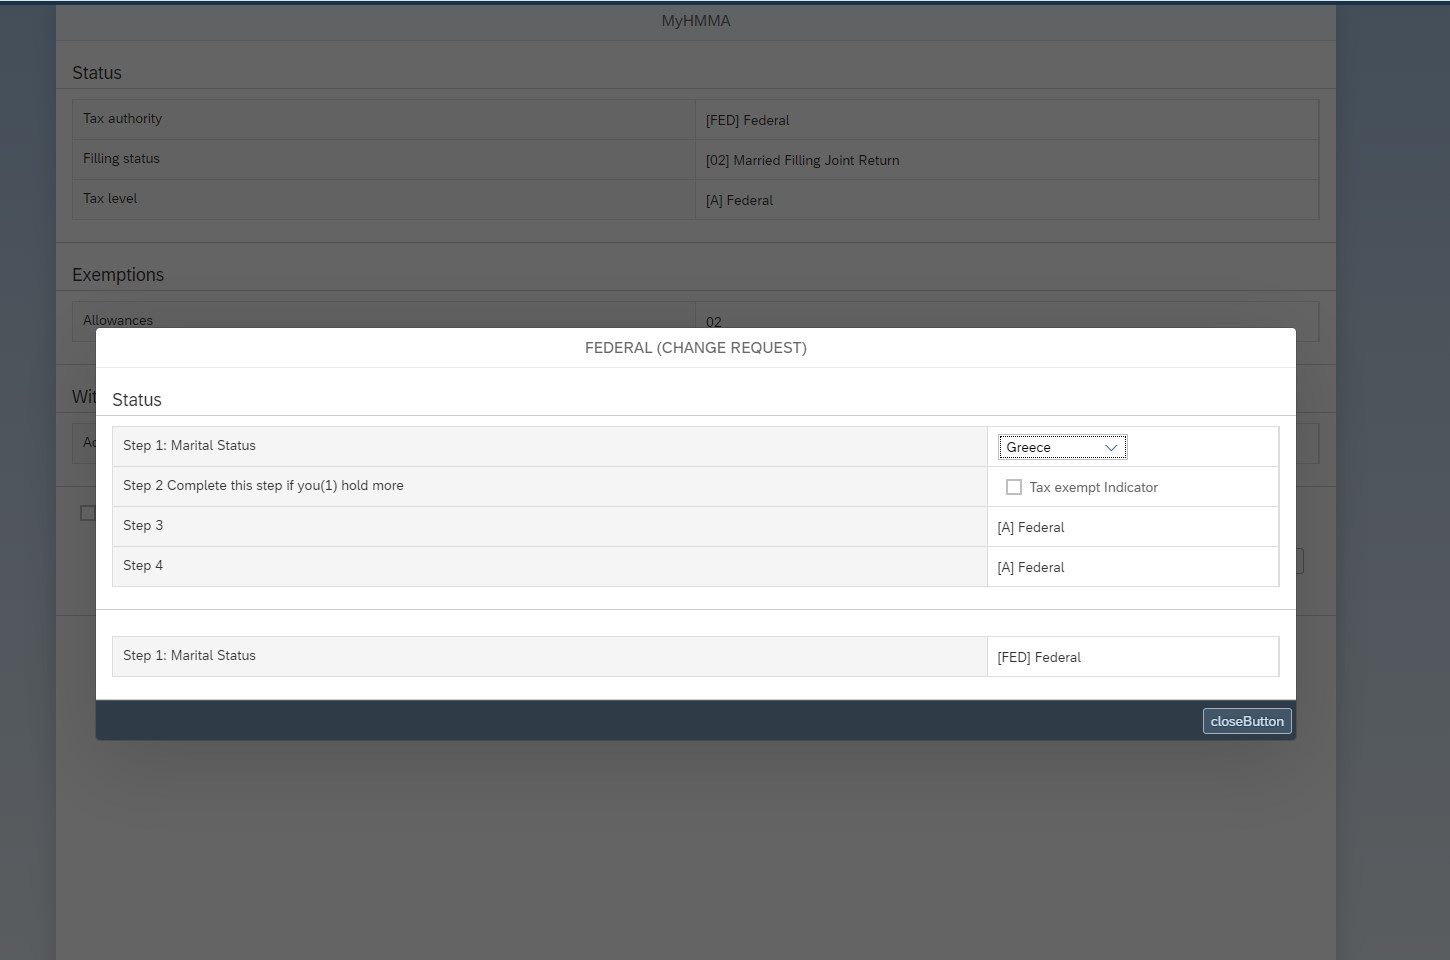 MyHMMA
Status
Tax authority [FED] Federal
Filling status [02] Married Filling Joint Return
Tax level [A] Federal
Exemptions
Allowances 02
FEDERAL (CHANGE REQUEST)
Status
Step 1: Marital Status Greece
Step 2 Complete this step if you(1) hold more Tax exempt Indicator
Step 3 [A] Federal
Step 4 [A] Federal
Step 1: Marital Status [FED] Federal
closeButton